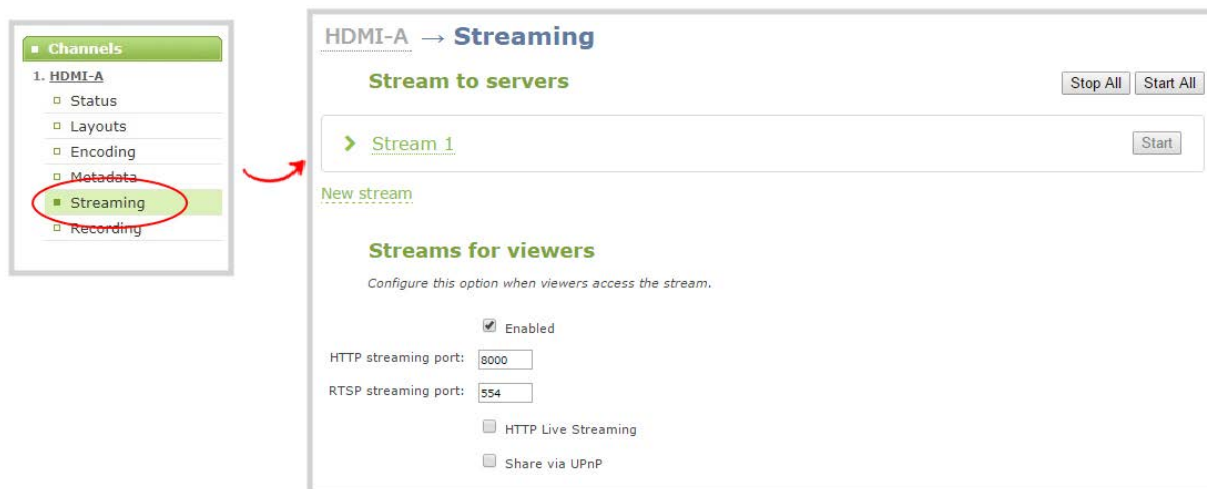 Channels
1. HDMI-A
Status
Layouts
Encoding
Metadata
Streaming
Recording
HDMI-A → Streaming
Stream to servers
Stop All Start All
Stream 1
Start
New stream
Streams for viewers
Configure this option when viewers access the stream.
Enabled
HTTP streaming port: 8000
RTSP streaming port: 554
HTTP Live Streaming
Share via UPnP